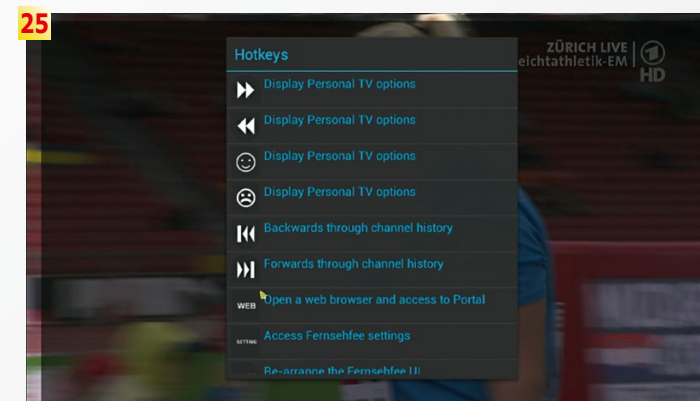 25
Hotkeys
ZÜRICH LIVE
eichtathletik-EM
HD
Display Personal TV options
Display Personal TV options
Display Personal TV options
Display Personal TV options
Backwards through channel history
Forwards through channel history
WEB Open a web browser and access to Portal
SETTING Access Fernsehfee settings
Re-arrange the Fernsehfee UI